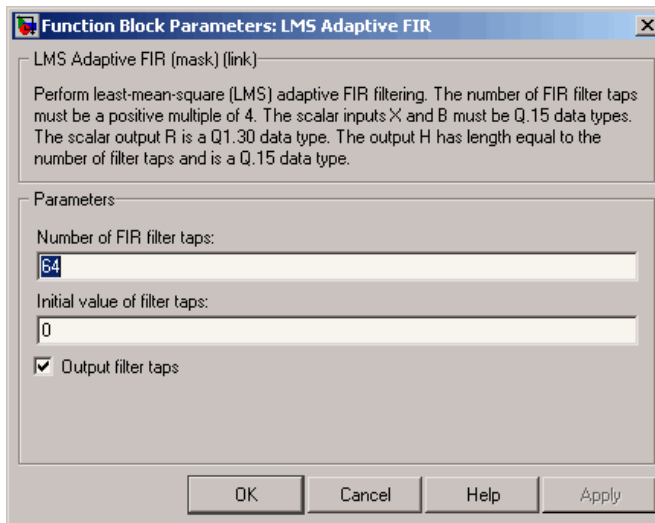 Function Block Parameters: LMS Adaptive FIR
LMS Adaptive FIR (mask) (link)
Perform least-mean-square (LMS) adaptive FIR filtering. The number of FIR filter taps
must be a positive multiple of 4. The scalar inputs X and B must be Q.15 data types.
The scalar output R is a Q1.30 data type. The output H has length equal to the
number of filter taps and is a Q.15 data type.
Parameters
Number of FIR filter taps:
64
Initial value of filter taps:
0
Output filter taps
OK Cancel Help Apply